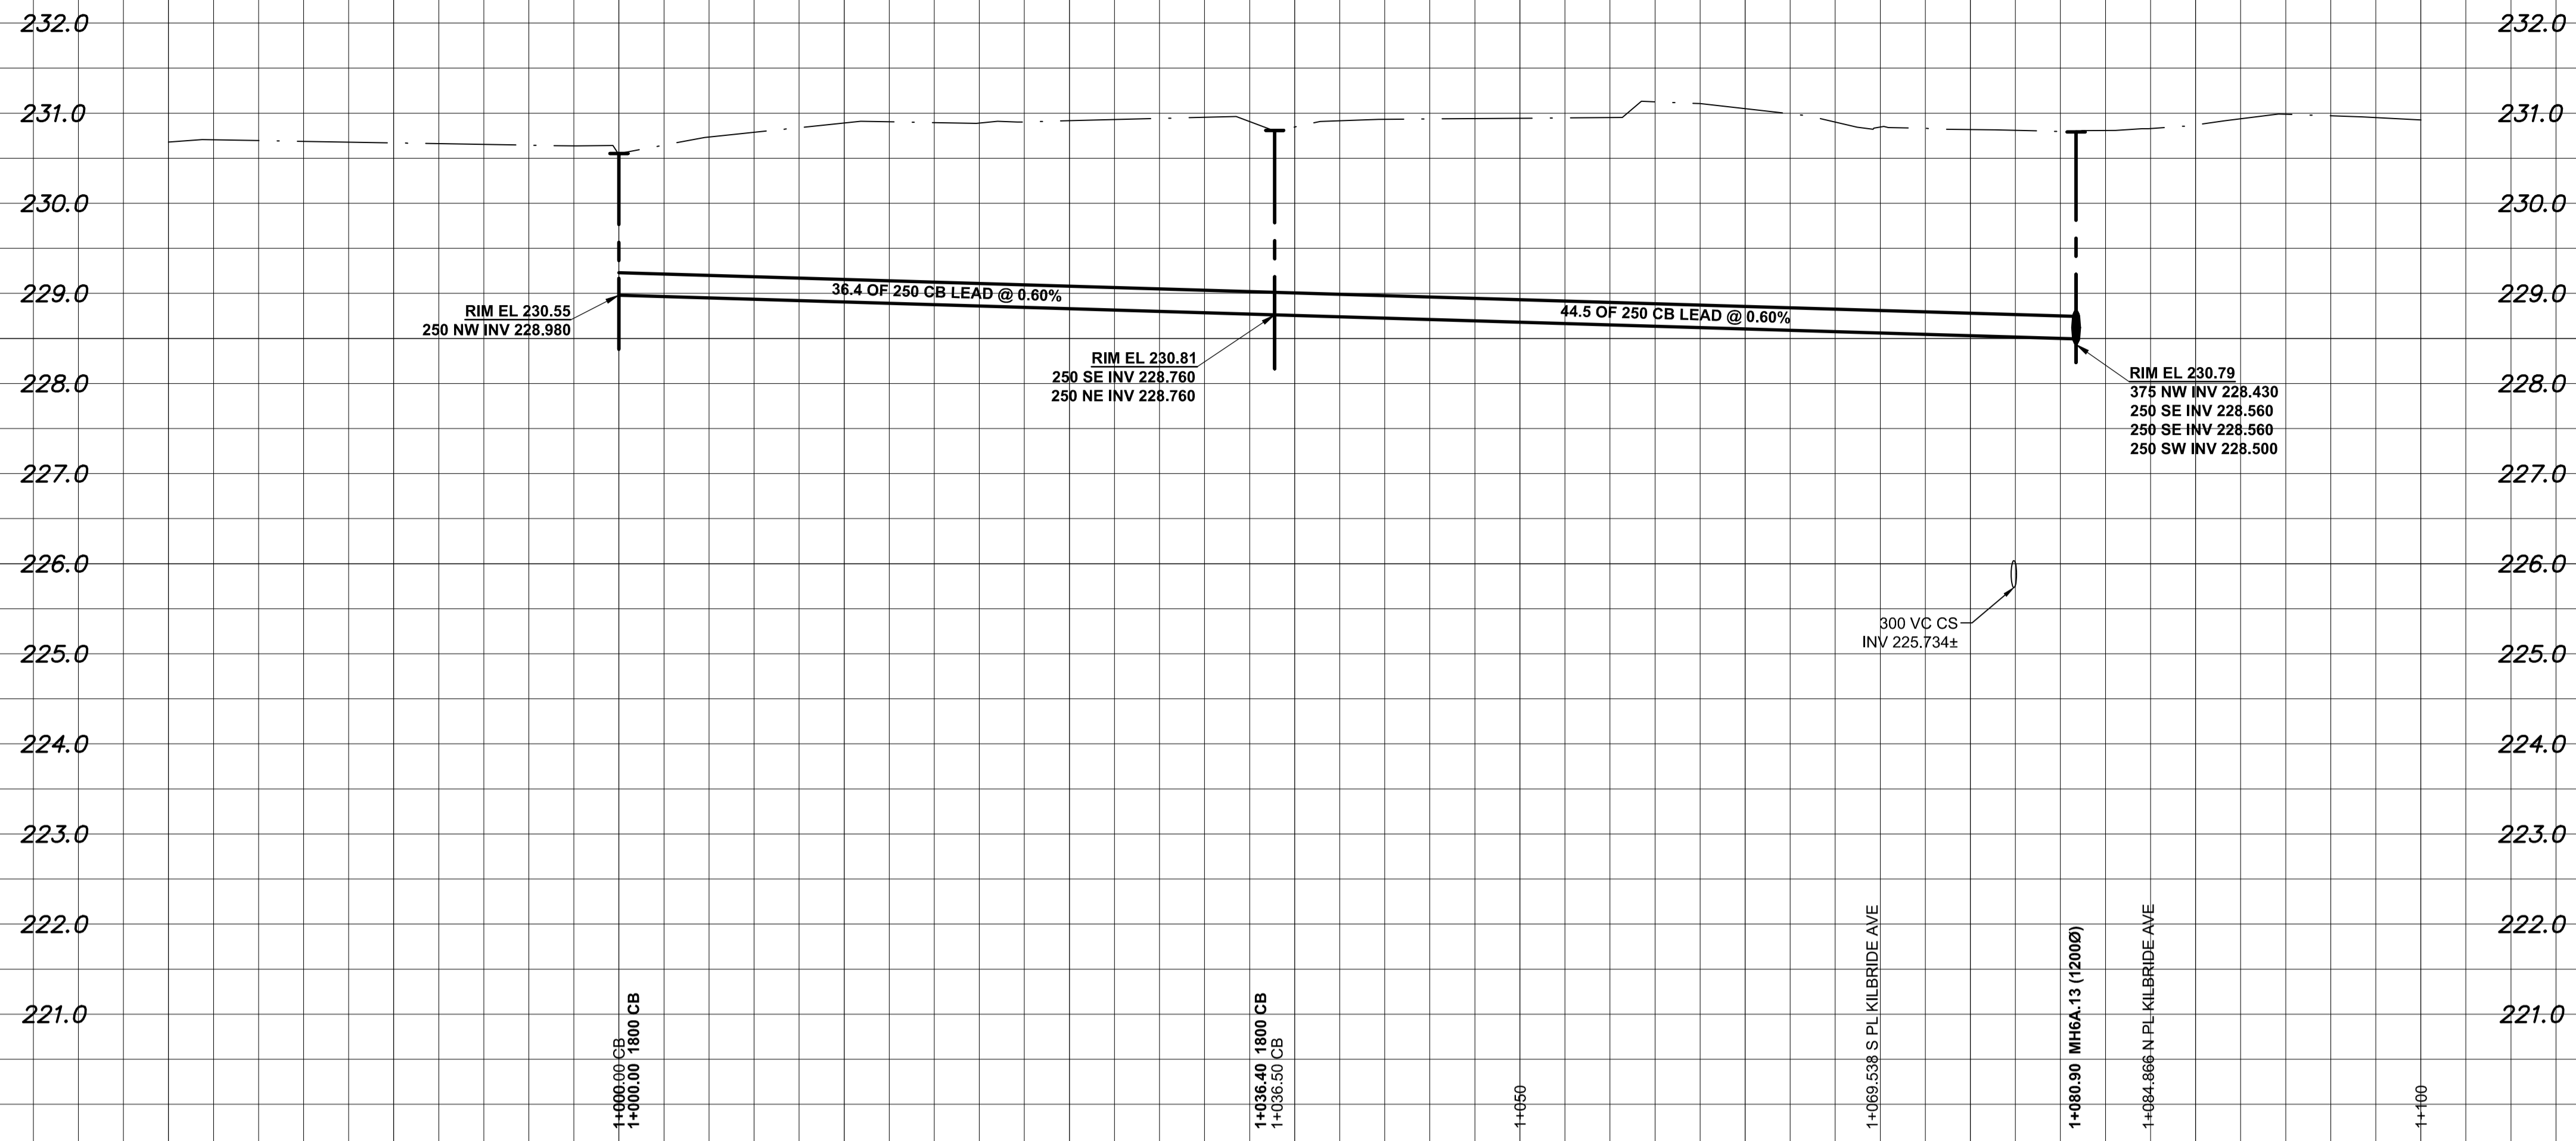 232.0
232.0
231.0
231.0
230.0
230.0
229.0
229.0
36.4 OF 250 CB LEAD @ 0.60%
44.5 OF 250 CB LEAD @ 0.60%
RIM EL 230.55
250 NW INV 228.980
RIM EL 230.81
250 SE INV 228.760
250 NE INV 228.760
RIM EL 230.79
375 NW INV 228.430
250 SE INV 228.560
250 SE INV 228.560
250 SW INV 228.500
228.0
228.0
227.0
227.0
226.0
226.0
300 VC CS
INV 225.734±
225.0
225.0
224.0
224.0
223.0
223.0
222.0
222.0
221.0
221.0
1+000.00 CB
1+000.00 1800 CB
1+036.40 1800 CB
1+036.50 CB
1+050
1+069.538 S PL KILBRIDE AVE
1+080.90 MH6A.13 (1200Ø)
1+084.866 N PL KILBRIDE AVE
1+100